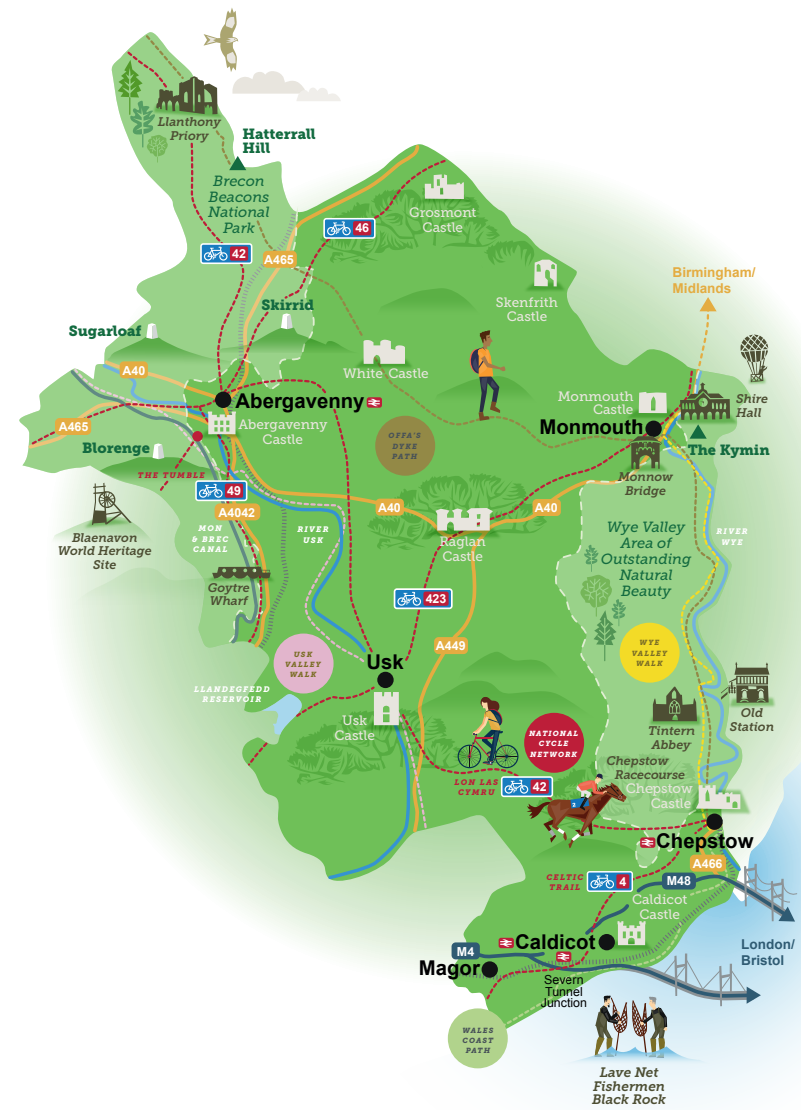 Llanthony
Priory
Hatterrall
Hill
Brecon
Beacons
National
Park
42
46
A465
Grosmont
Castle
Skenfrith
Castle
Birmingham/
Midlands
Skirrid
Sugarloaf
A40
White Castle
Abergavenny
Abergavenny
Castle
A465
Blorenge
THE TUMBLE
OFFA'S
DYKE
PATH
Monmouth
Castle
Monmouth
Shire
Hall
The Kymin
Monnow
Bridge
49
A4042
Blaenavon
World Heritage
Site
MON
& BREC
CANAL
RIVER
USK
A40
A40
Raglan
Castle
Wye Valley
Area of
Outstanding
Natural
Beauty
RIVER
WYE
Goytre
Wharf
423
A449
USK
VALLEY
WALK
Usk
WYE
VALLEY
WALK
LLANDEGFEDD
RESERVOIR
Usk
Castle
Old
Station
Tintern
Abbey
NATIONAL
CYCLE
NETWORK
LON LAS
CYMRU
42
Chepstow
Racecourse
Chepstow
Castle
2
Chepstow
A466
CELTIC
TRAIL
4
M48
Caldicot
Castle
M4
Caldicot
London/
Bristol
Magor
Severn
Tunnel
Junction
WALES
COAST
PATH
Lave Net
Fishermen
Black Rock